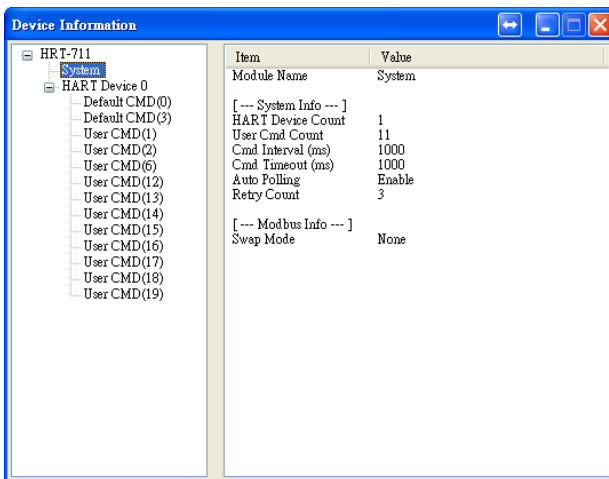 Device Information
HRT-711
System
HART Device 0
Default CMD(0)
Default CMD(3)
User CMD(1)
User CMD(2)
User CMD(6)
User CMD(12)
User CMD(13)
User CMD(14)
User CMD(15)
User CMD(16)
User CMD(17)
User CMD(18)
User CMD(19)
Item Value
Module Name System
[ --- System Info --- ]
HART Device Count 1
User Cmd Count 11
Cmd Interval (ms) 1000
Cmd Timeout (ms) 1000
Auto Polling Enable
Retry Count 3
[ --- Modbus Info --- ]
Swap Mode None